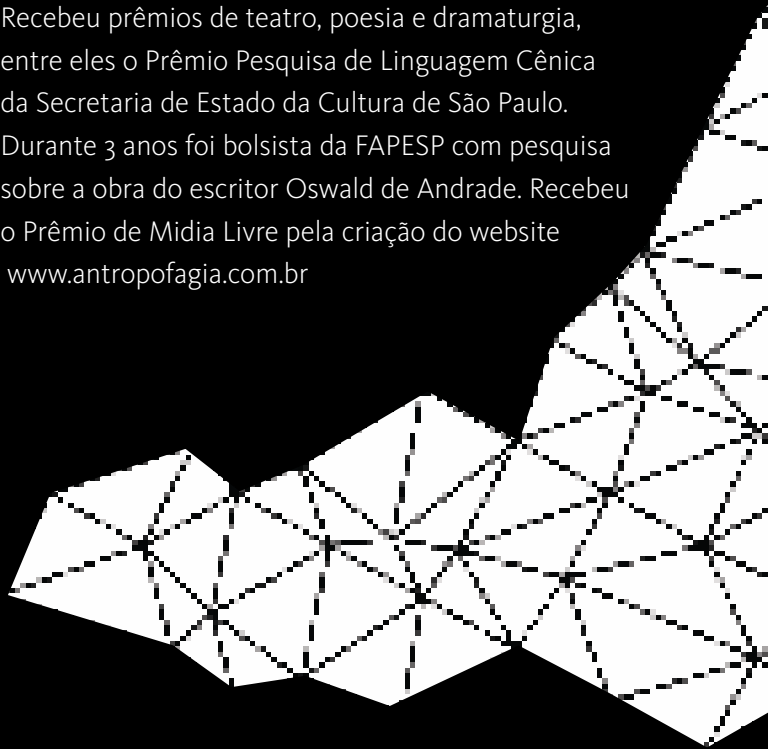 Recebeu prêmios de teatro, poesia e dramaturgia,
entre eles o Prêmio Pesquisa de Linguagem Cênica
da Secretaria de Estado da Cultura de São Paulo.
Durante 3 anos foi bolsista da FAPESP com pesquisa
sobre a obra do escritor Oswald de Andrade. Recebeu
o Prêmio de Midia Livre pela criação do website
www.antropofagia.com.br